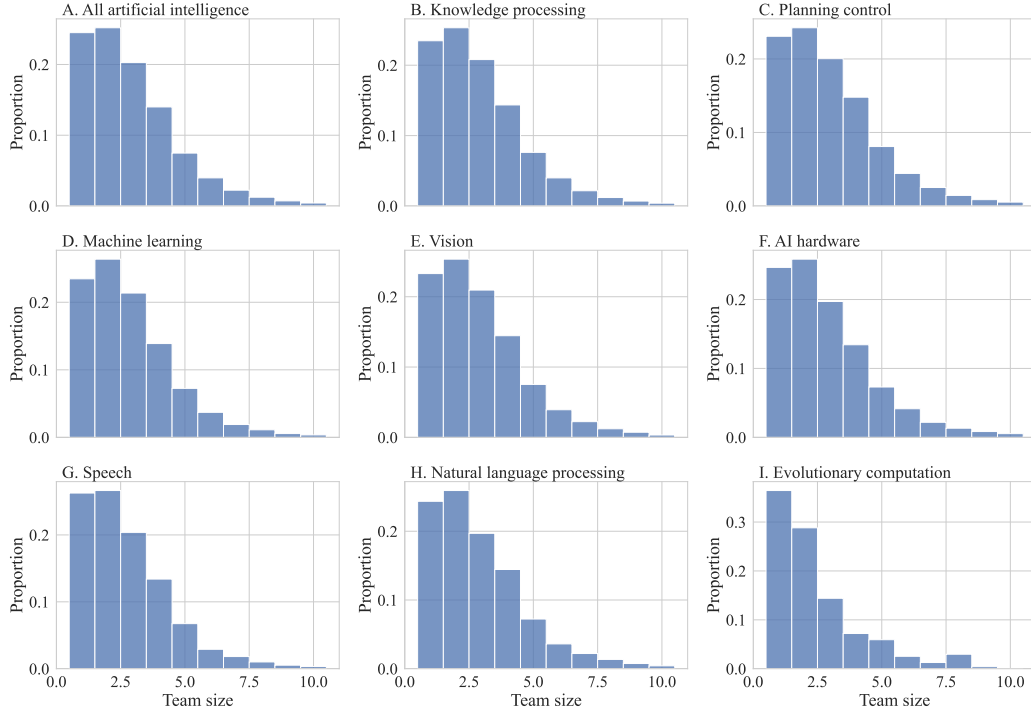 A. All artificial intelligence
B. Knowledge processing
C. Planning control
Proportion
0.2
0.1
0.0
Proportion
0.2
0.1
0.0
Proportion
0.2
0.1
0.0
D. Machine learning
E. Vision
F. AI hardware
Proportion
0.2
0.1
0.0
Proportion
0.2
0.1
0.0
Proportion
0.2
0.1
0.0
G. Speech
H. Natural language processing
I. Evolutionary computation
Proportion
0.2
0.1
0.0
Proportion
0.2
0.1
0.0
Proportion
0.3
0.2
0.1
0.0
0.0 2.5 5.0 7.5 10.0
0.0 2.5 5.0 7.5 10.0
0.0 2.5 5.0 7.5 10.0
Team size
Team size
Team size